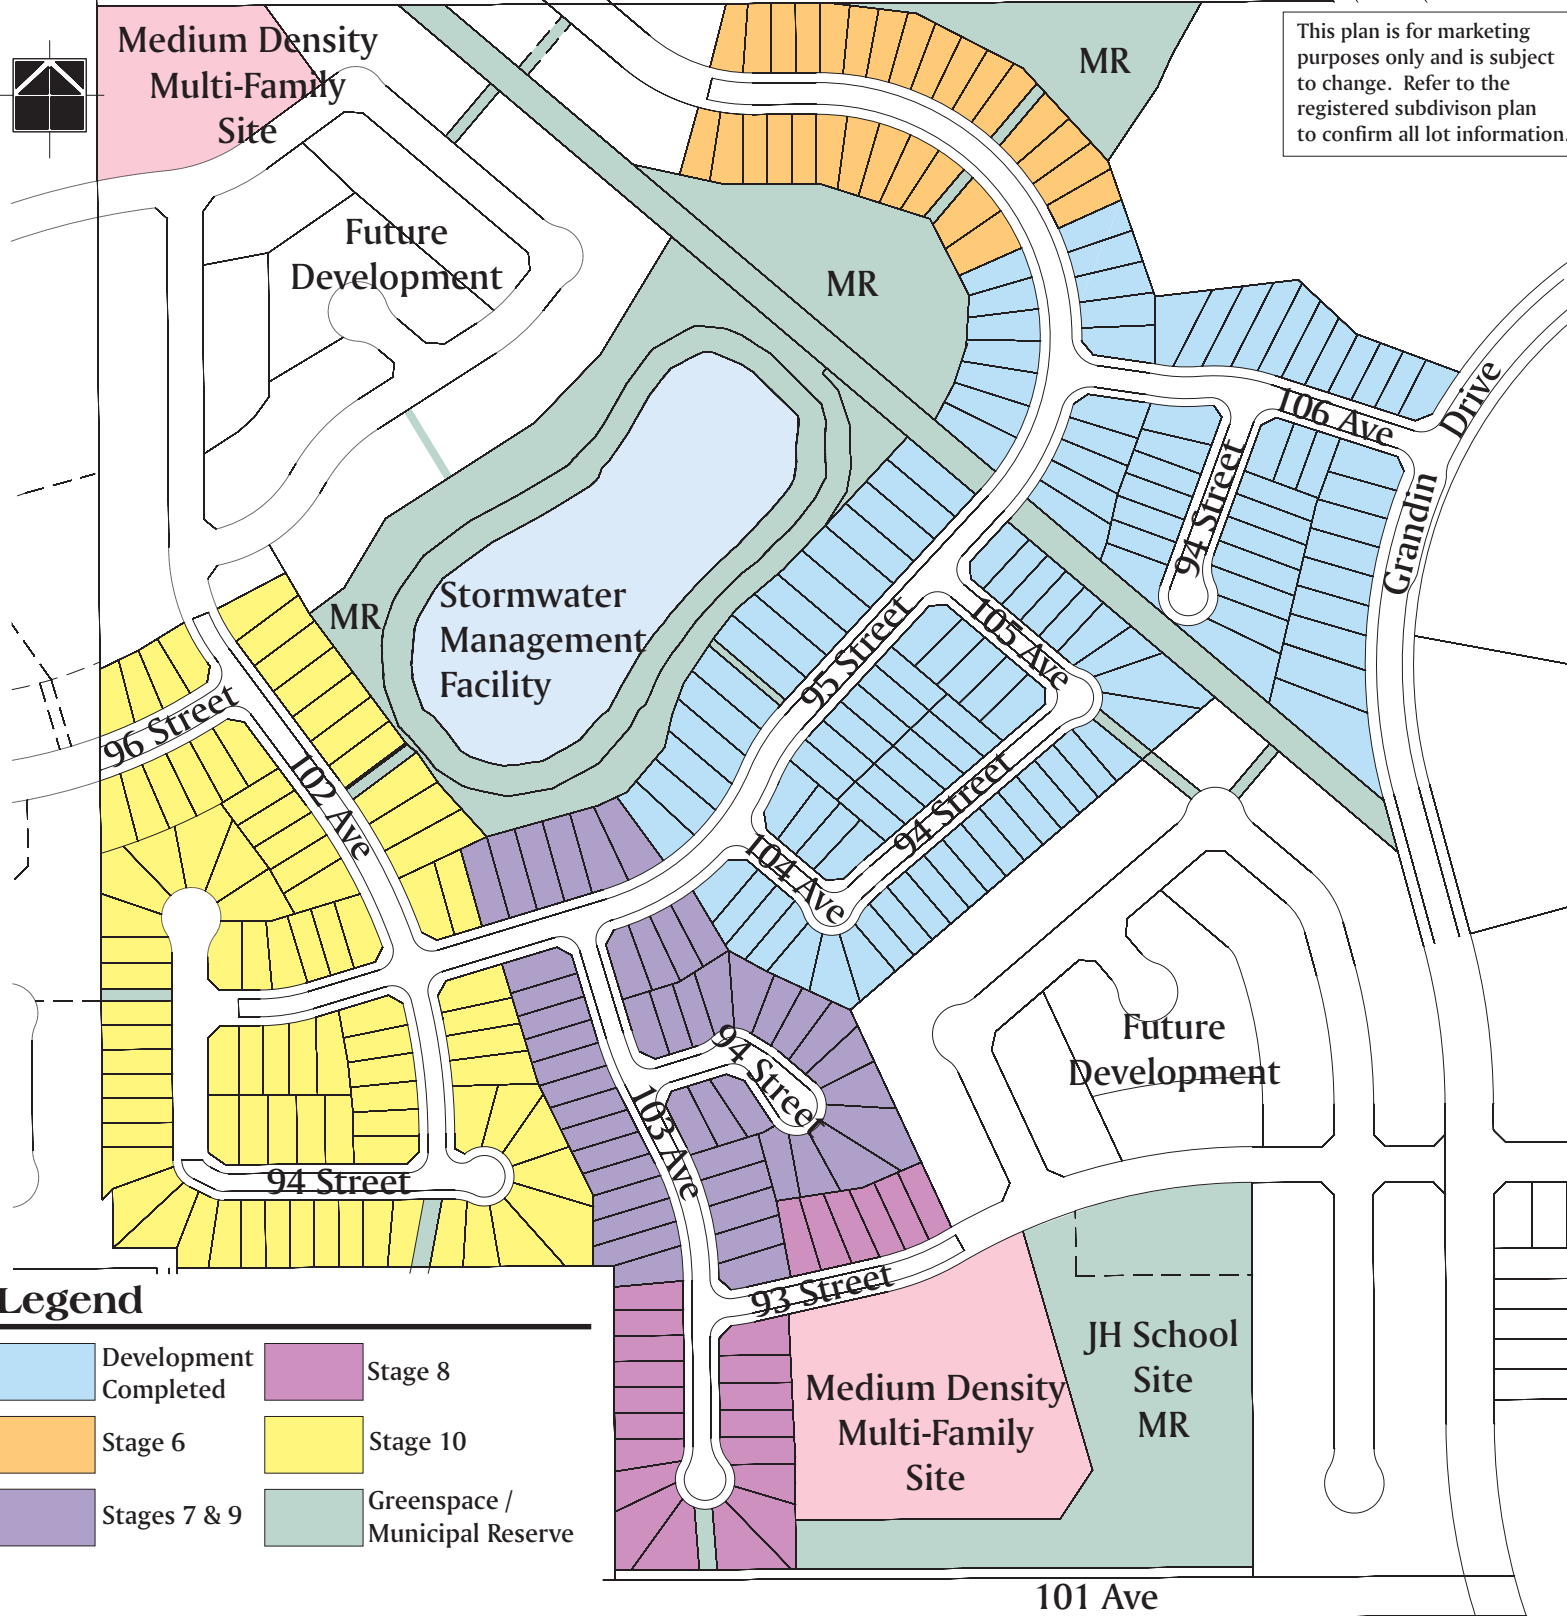 Medium Density
Multi-Family
Site
This plan is for marketing
purposes only and is subject
to change. Refer to the
registered subdivison plan
to confirm all lot information.
MR
Future
Development
MR
106 Ave
Grandin Drive
94 Street
MR
Stormwater
Management
Facility
105 Ave
95 Street
96 Street
102 Ave
94 Street
104 Ave
94 Street
103 Ave
Future
Development
94 Street
93 Street
Legend
Development
Completed
Stage 8
Stage 6
Stage 10
Stages 7 & 9
Greenspace /
Municipal Reserve
Medium Density
Multi-Family
Site
JH School
Site
MR
101 Ave